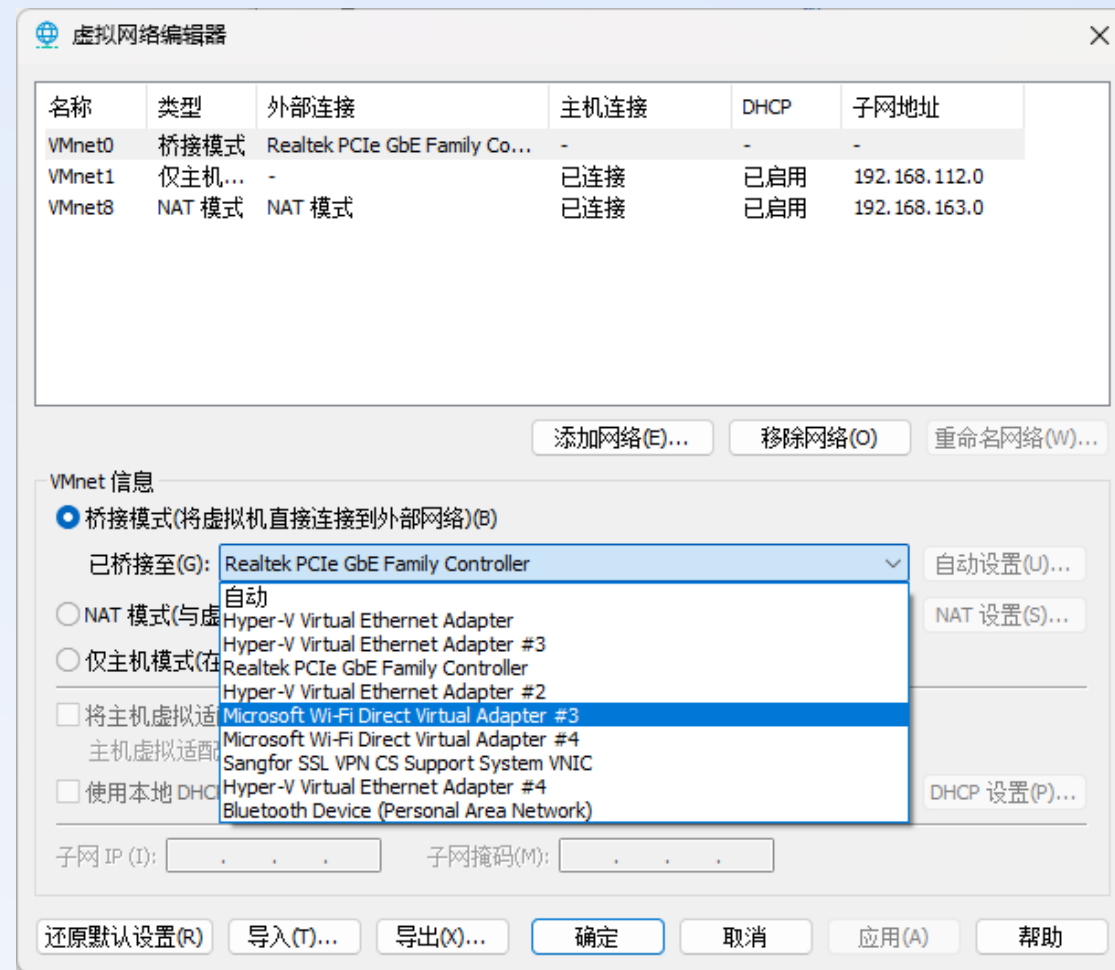 虚拟网络编辑器
名称 类型 外部连接 主机连接 DHCP 子网地址
VMnet0 桥接模式 Realtek PCIe GbE Family Co... - - -
VMnet1 仅主机... - 已连接 已启用 192.168.112.0
VMnet8 NAT 模式 NAT 模式 已连接 已启用 192.168.163.0
添加网络(E)... 移除网络(O) 重命名网络(W)...
VMnet 信息
桥接模式(将虚拟机直接连接到外部网络)(B)
已桥接至(G): Realtek PCIe GbE Family Controller 自动设置(U)...
自动
NAT 模式(与虚 Hyper-V Virtual Ethernet Adapter NAT 设置(S)...
Hyper-V Virtual Ethernet Adapter #3
仅主机模式(在 Realtek PCIe GbE Family Controller
Hyper-V Virtual Ethernet Adapter #2
将主机虚拟适 Microsoft Wi-Fi Direct Virtual Adapter #3
主机虚拟适配 Microsoft Wi-Fi Direct Virtual Adapter #4
Sangfor SSL VPN CS Support System VNIC
使用本地 DHC Hyper-V Virtual Ethernet Adapter #4 DHCP 设置(P)...
Bluetooth Device (Personal Area Network)
子网 IP (I): . . . 子网掩码(M): . . .
还原默认设置(R) 导入(T)... 导出(X)... 确定 取消 应用(A) 帮助